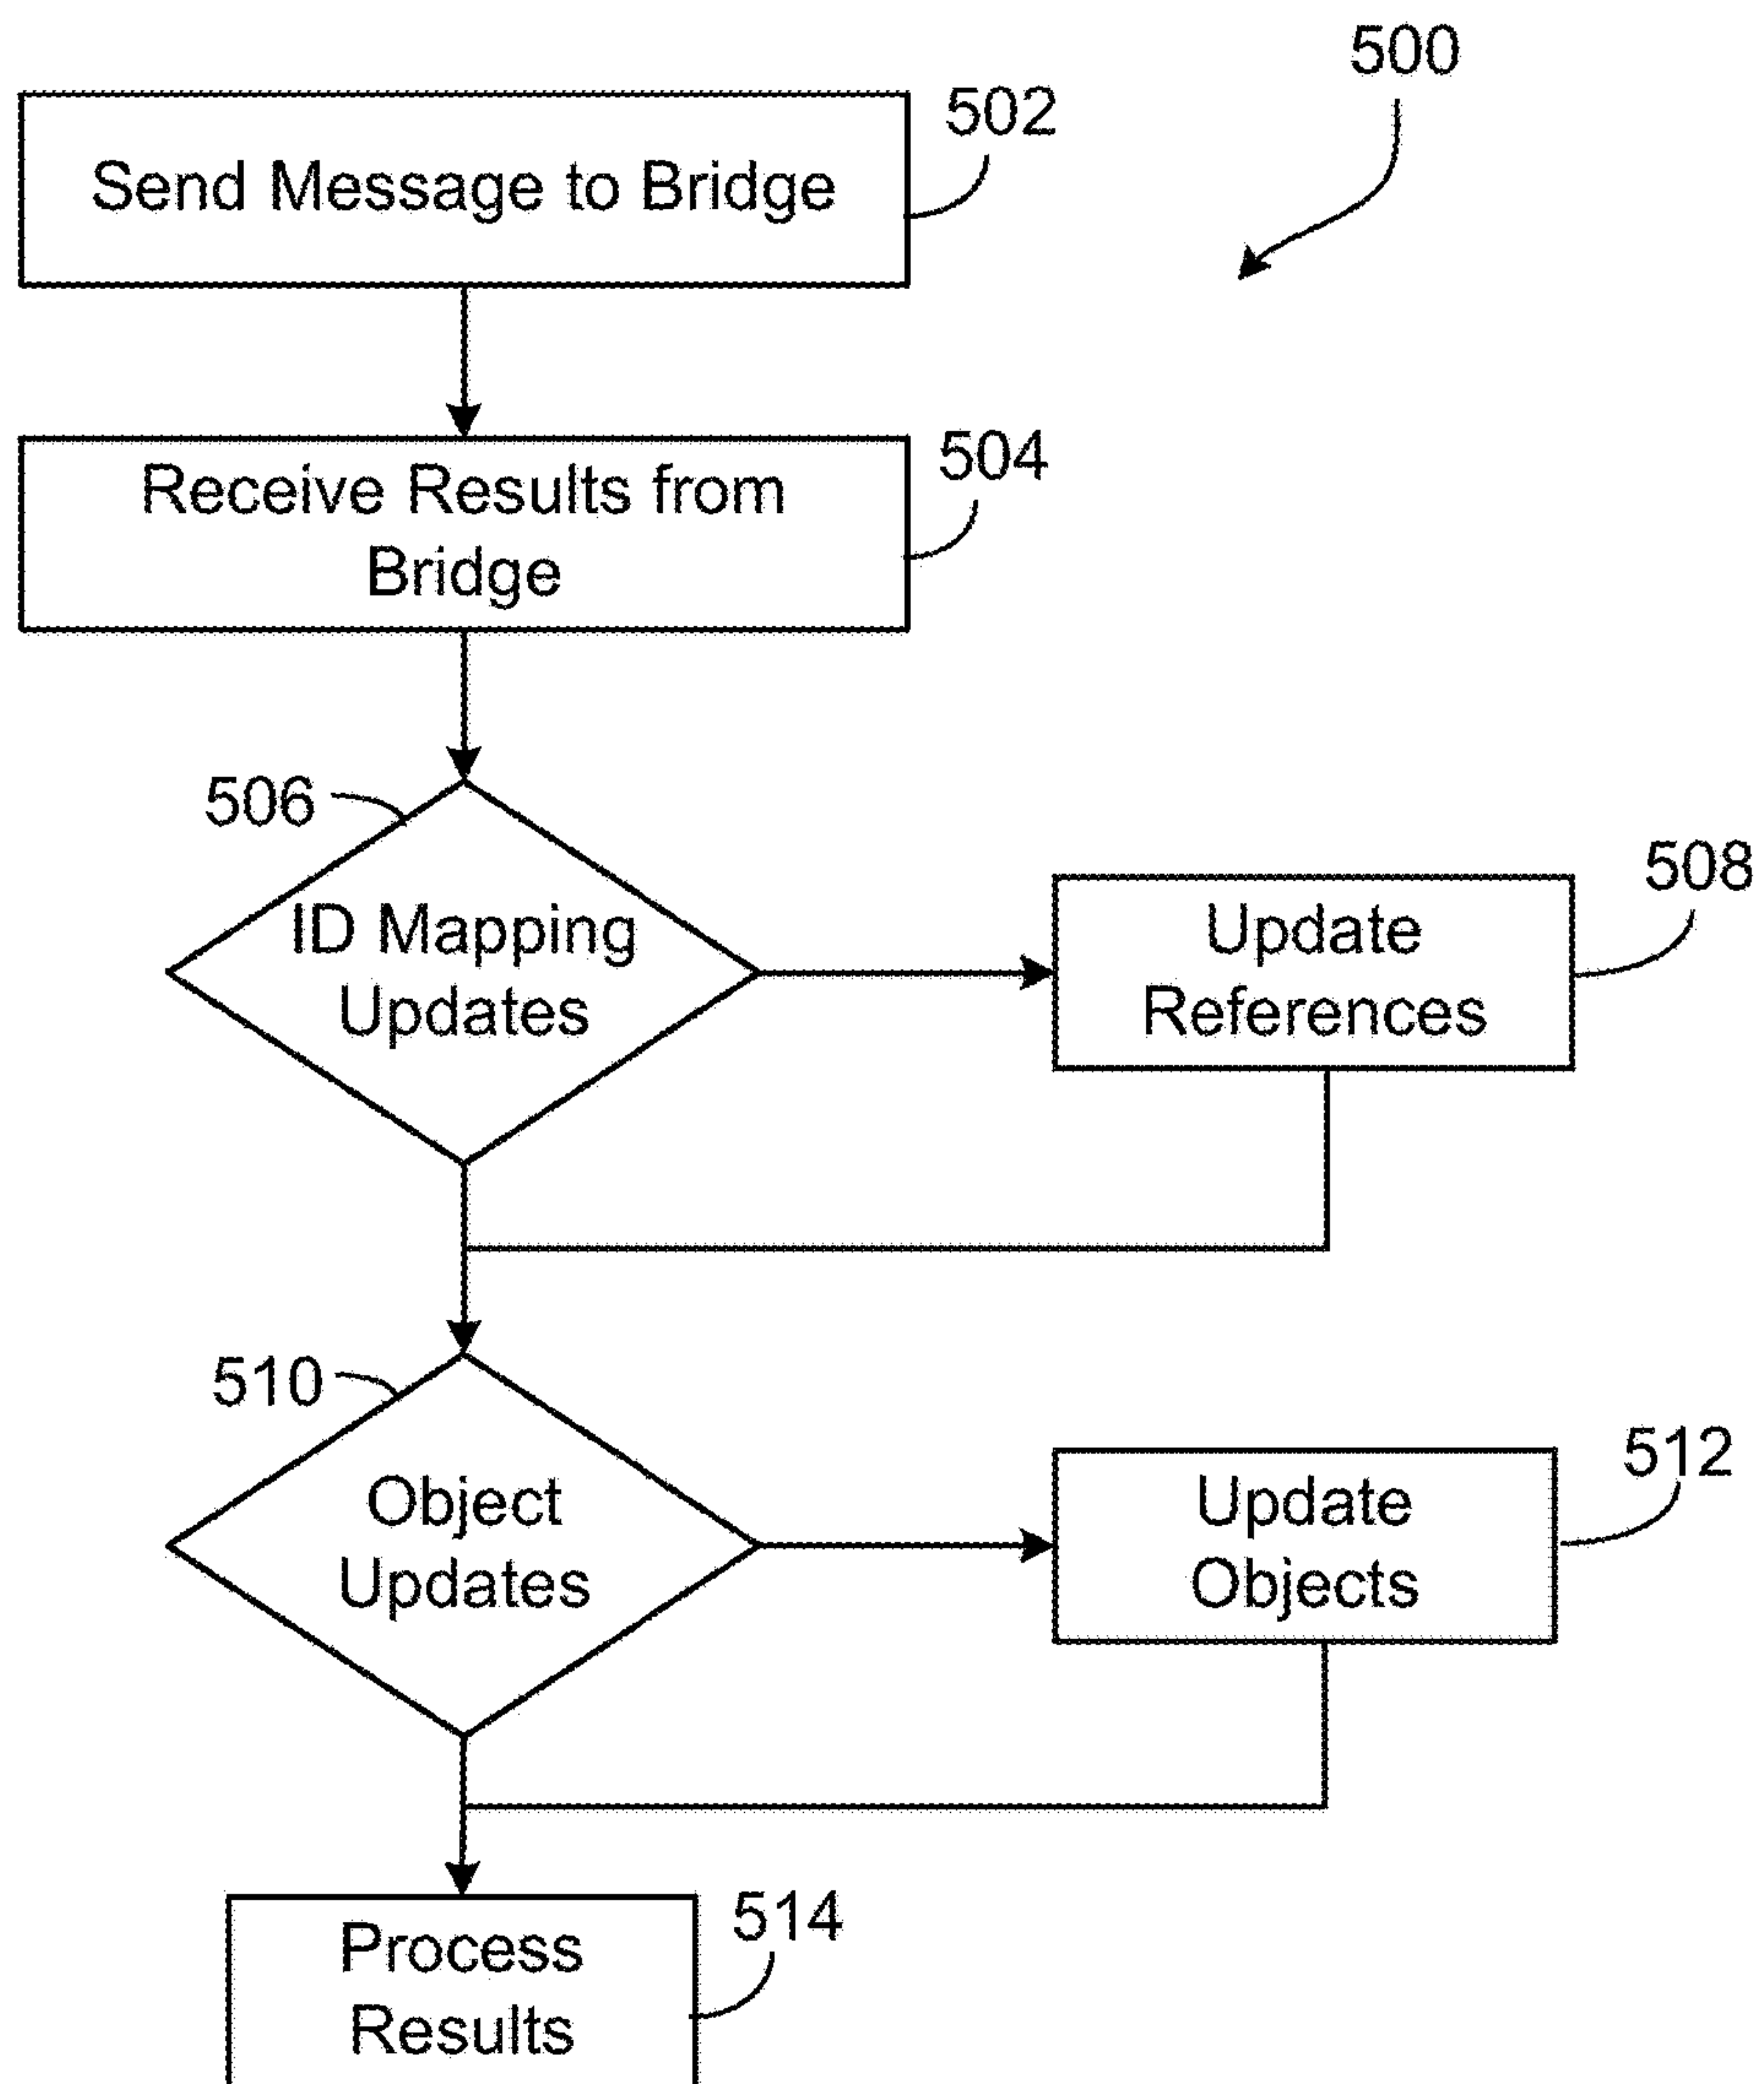 500
502
Send Message to Bridge
504
Receive Results from
Bridge
506
ID Mapping
Updates
508
Update
References
510
Object
Updates
512
Update
Objects
514
Process
Results